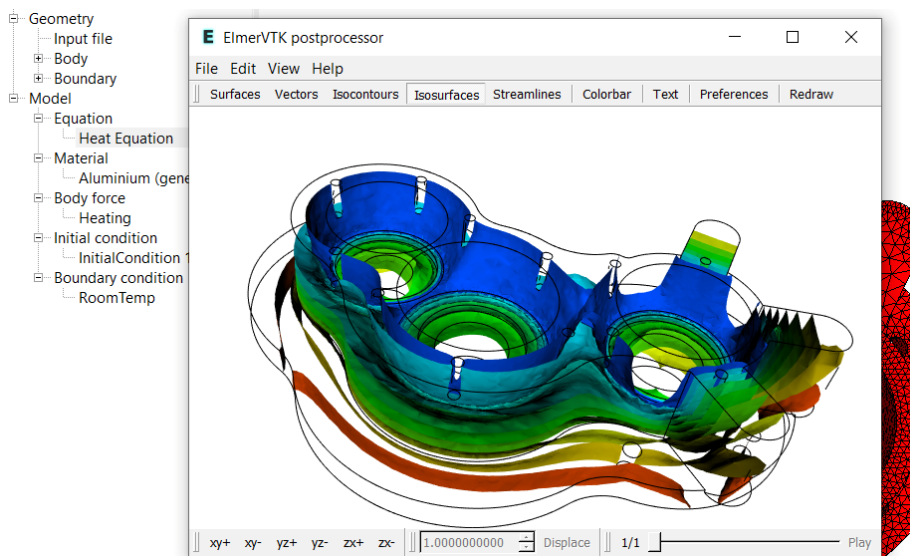 Geometry
Input file
Body
Boundary
Model
Equation
Heat Equation
Material
Aluminium (gene
Body force
Heating
Initial condition
InitialCondition 1
Boundary condition
RoomTemp
E ElmerVTK postprocessor
File Edit View Help
Surfaces Vectors Isocontours Isosurfaces Streamlines Colorbar Text Preferences Redraw
xy+ xy- yz+ yz- zx+ zx- 1.0000000000 Displace 1/1 Play